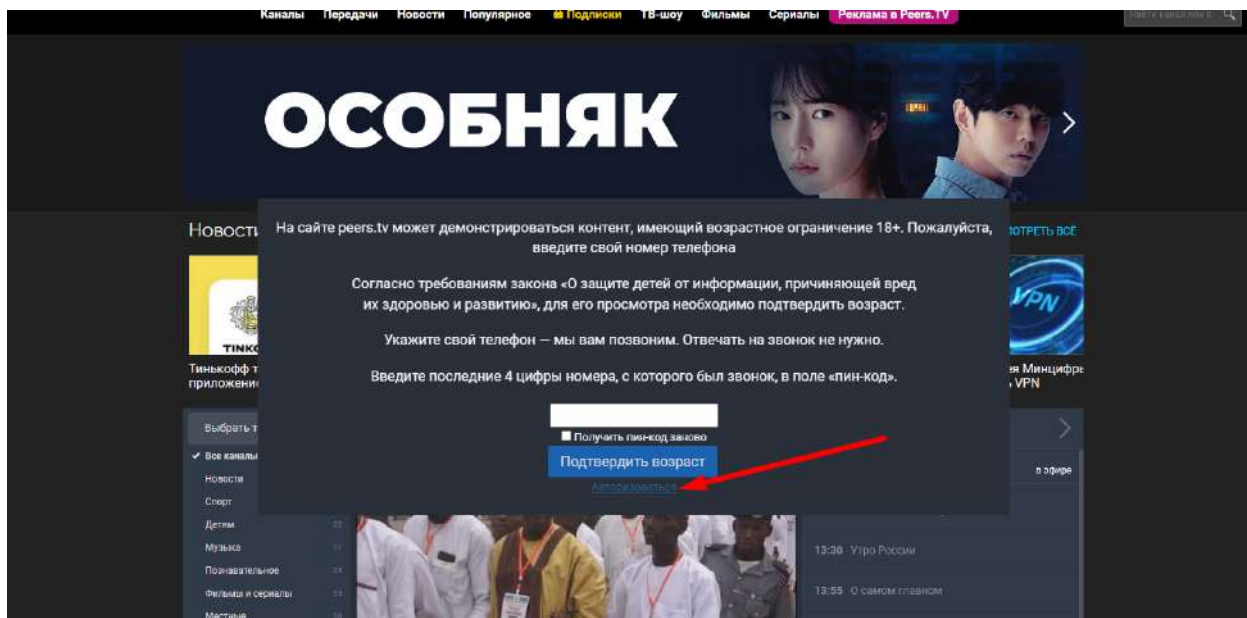 Каналы Передачи Новости Популярное Подписки ТВ-шоу Фильмы Сериалы Реклама в Peers.TV
ОСОБНЯК
Новости
На сайте peers.tv может демонстрироваться контент, имеющий возрастное ограничение 18+. Пожалуйста,
введите свой номер телефона
Согласно требованиям закона «О защите детей от информации, причиняющей вред
их здоровью и развитию», для его просмотра необходимо подтвердить возраст.
Укажите свой телефон — мы вам позвоним. Отвечать на звонок не нужно.
Введите последние 4 цифры номера, с которого был звонок, в поле «пин-код».
Получить пин-код заново
Подтвердить возраст
Авторизоваться
VPN
Тинькофф
VPN
Выбрать
Все каналы
в эфире
Новости
Спорт
Детям
Музыка
Познавательное
Фильмы и сериалы
Местные
13:30 Утро России
13:55 О самом главном